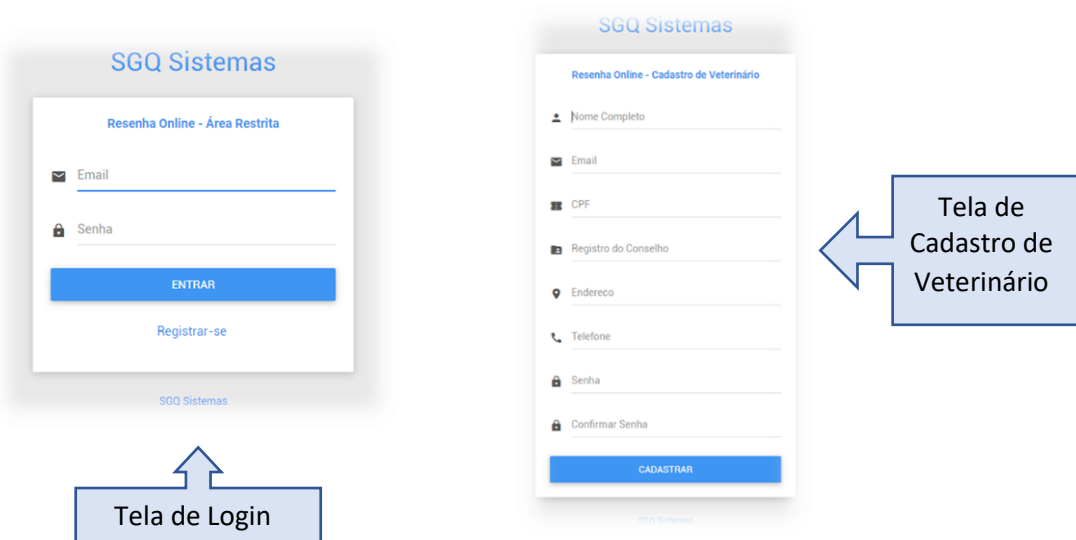 SGQ Sistemas
Resenha Online - Área Restrita
Email
Senha
ENTRAR
Registrar-se
SGQ Sistemas
Tela de Login
SGQ Sistemas
Resenha Online - Cadastro de Veterinário
Nome Completo
Email
CPF
Registro do Conselho
Endereco
Telefone
Senha
Confirmar Senha
CADASTRAR
SGQ Sistemas
Tela de
Cadastro de
Veterinário